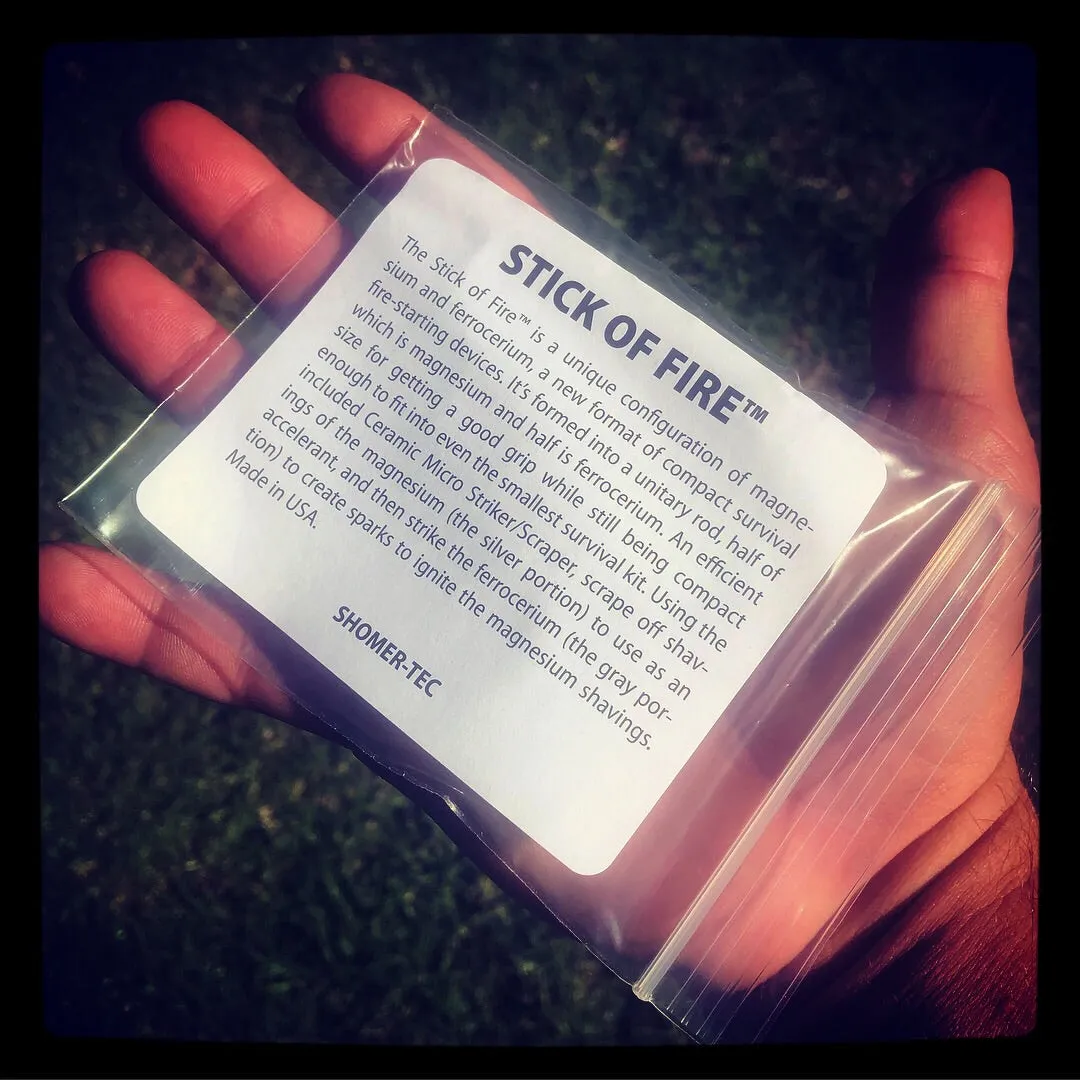 STICK OF FIRE™
The Stick of Fire™ is a unique configuration of magne-
sium and ferrocerium, a new format of compact survival
fire-starting devices. It's formed into a unitary rod, half of
which is magnesium and half is ferrocerium. An efficient
size for getting a good grip while still being compact
enough to fit into even the smallest survival kit. Using the
included Ceramic Micro Striker/Scraper, scrape off shav-
ings of the magnesium (the silver portion) to use as an
accelerant, and then strike the ferrocerium (the gray por-
tion) to create sparks to ignite the magnesium shavings.
Made in USA.
SHOMER-TEC